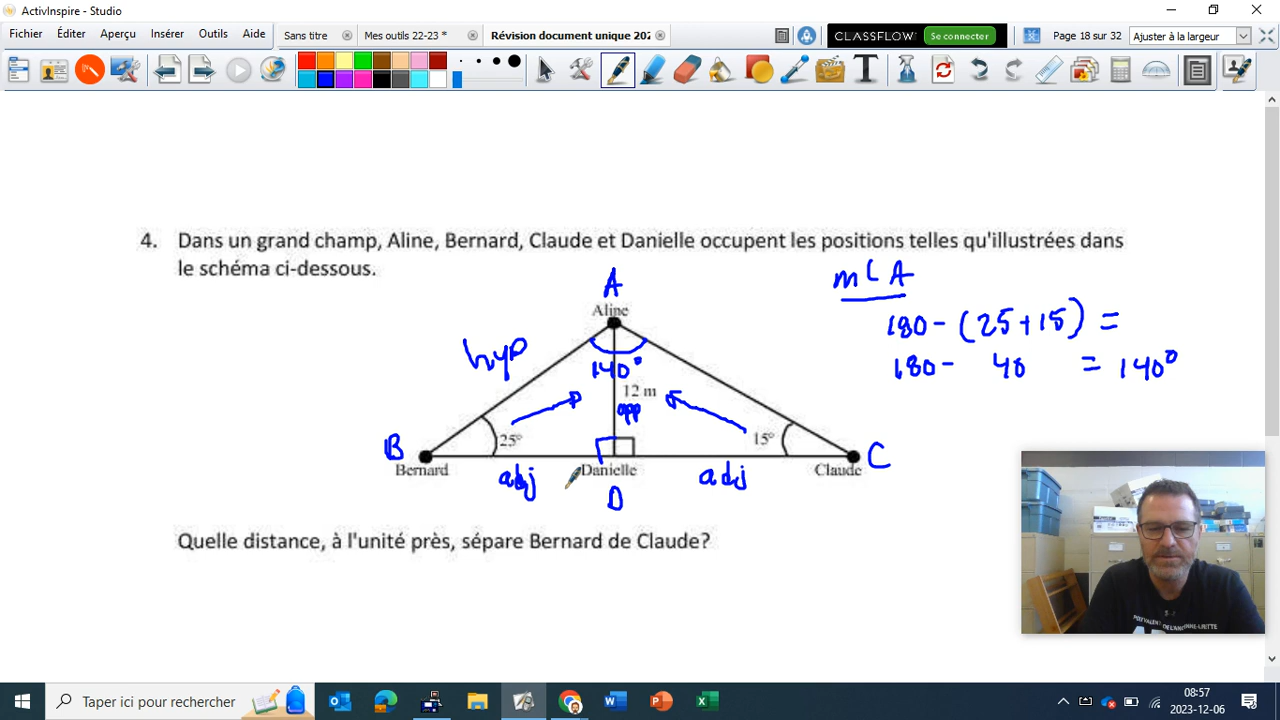 ActivInspire - Studio
Fichier Éditer Aperçu Insérer Outils Aide
Sans titre Mes outils 22-23 * Révision document unique 202
CLASSFLOW Se connecter
Page 18 sur 32 Ajuster à la largeur
4. Dans un grand champ, Aline, Bernard, Claude et Danielle occupent les positions telles qu'illustrées dans
le schéma ci-dessous.
A
Aline
m∠A
180 - (25 + 15) =
180 - 40 = 140°
hyp
140°
12 m
opp
25°
15°
B
Bernard
Danielle
Claude
C
adj
adj
D
Quelle distance, à l'unité près, sépare Bernard de Claude?
Taper ici pour rechercher
08:57
2023-12-06